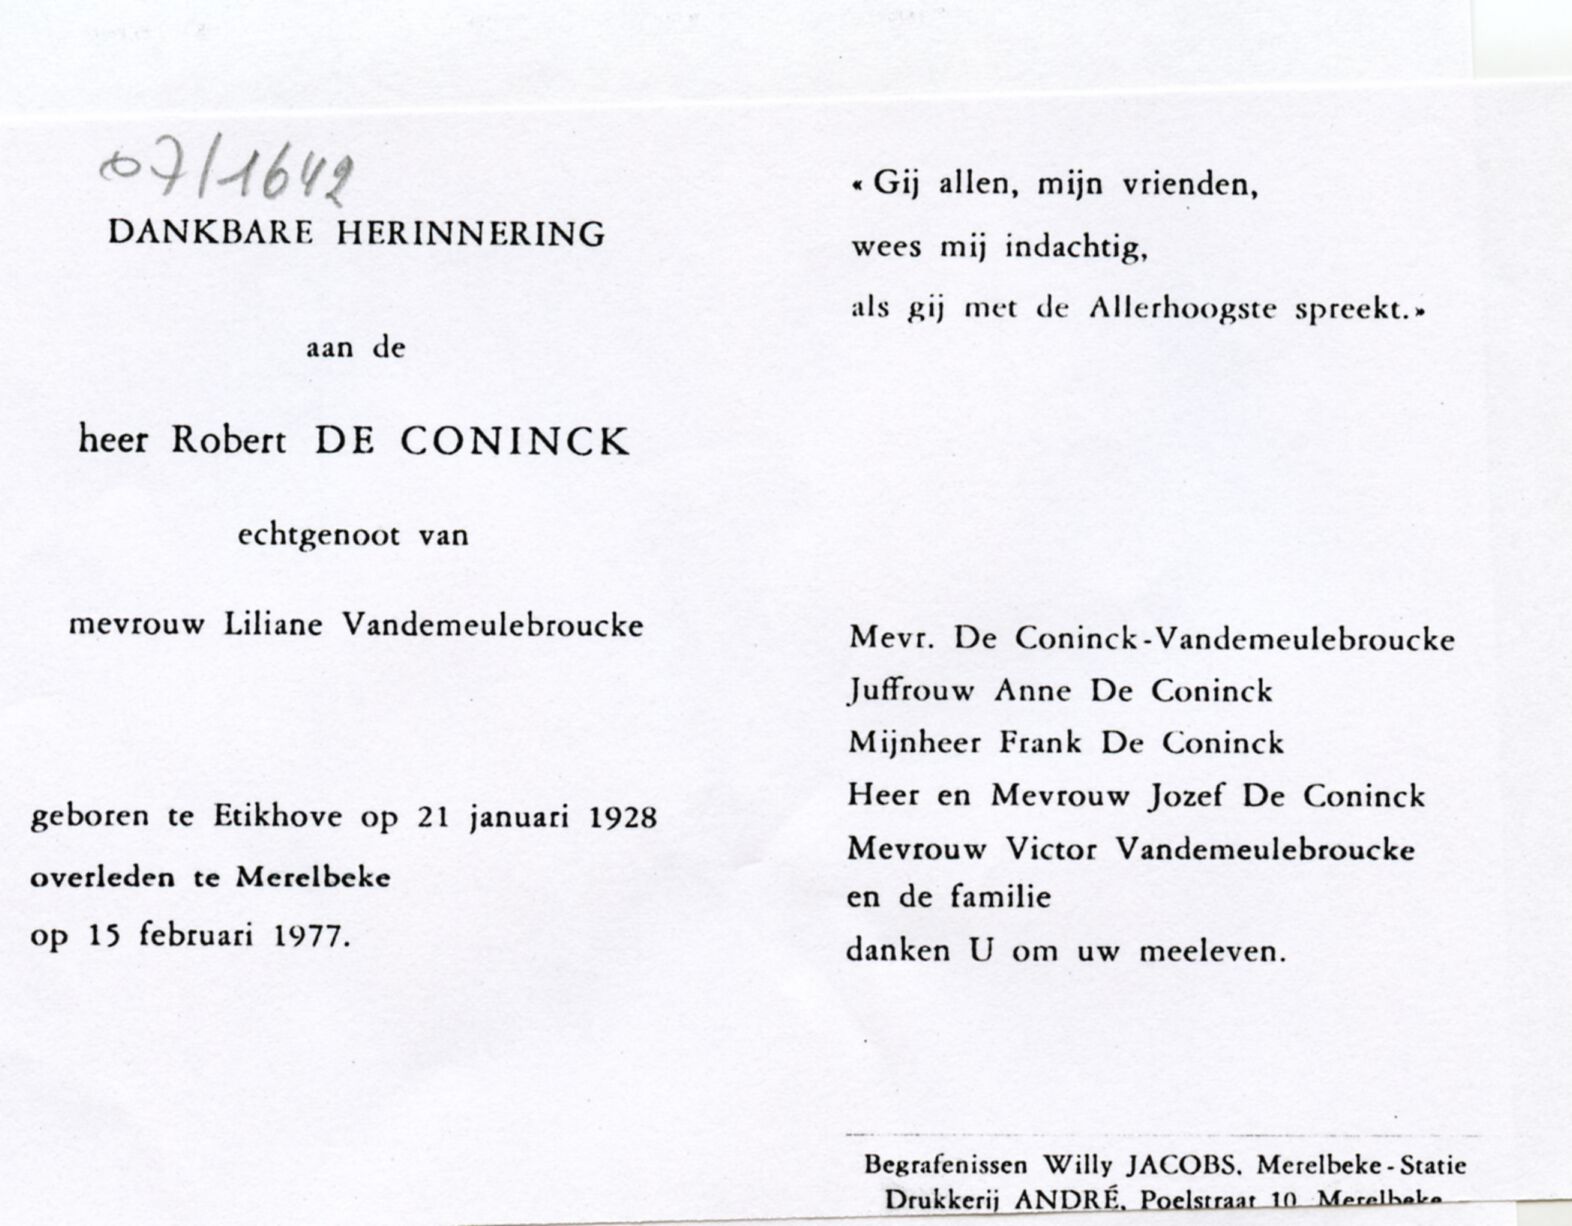 07/1642
DANKBARE HERINNERING
aan de
heer Robert DE CONINCK
echtgenoot van
mevrouw Liliane Vandemeulebroucke
geboren te Etikhove op 21 januari 1928
overleden te Merelbeke
op 15 februari 1977.
« Gij allen, mijn vrienden,
wees mij indachtig,
als gij met de Allerhoogste spreekt.»
Mevr. De Coninck-Vandemeulebroucke
Juffrouw Anne De Coninck
Mijnheer Frank De Coninck
Heer en Mevrouw Jozef De Coninck
Mevrouw Victor Vandemeulebroucke
en de familie
danken U om uw meeleven.
Begrafenissen Willy JACOBS. Merelbeke - Statie
Drukkerij ANDRÉ, Poelstraat 10 Merelbeke